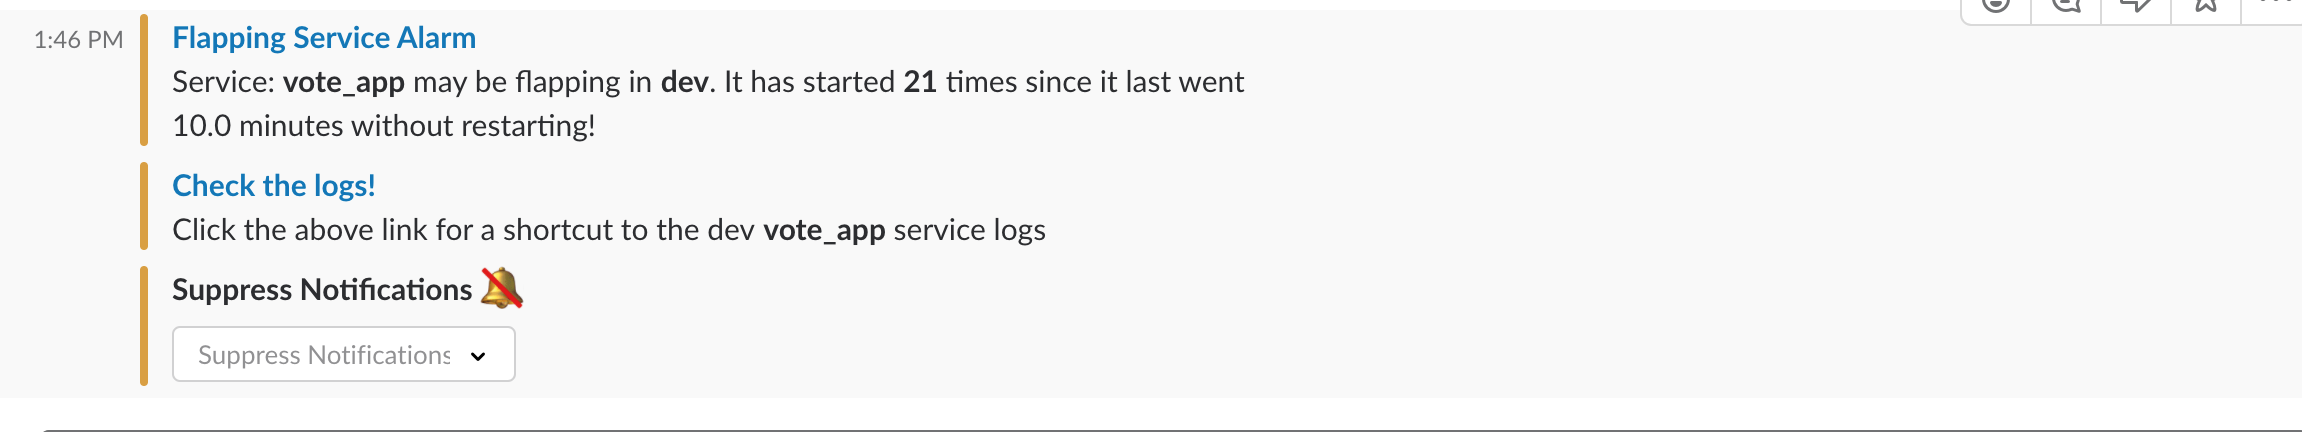 1:46 PM
Flapping Service Alarm
Service: vote_app may be flapping in dev. It has started 21 times since it last went
10.0 minutes without restarting!
Check the logs!
Click the above link for a shortcut to the dev vote_app service logs
Suppress Notifications
Suppress Notifications